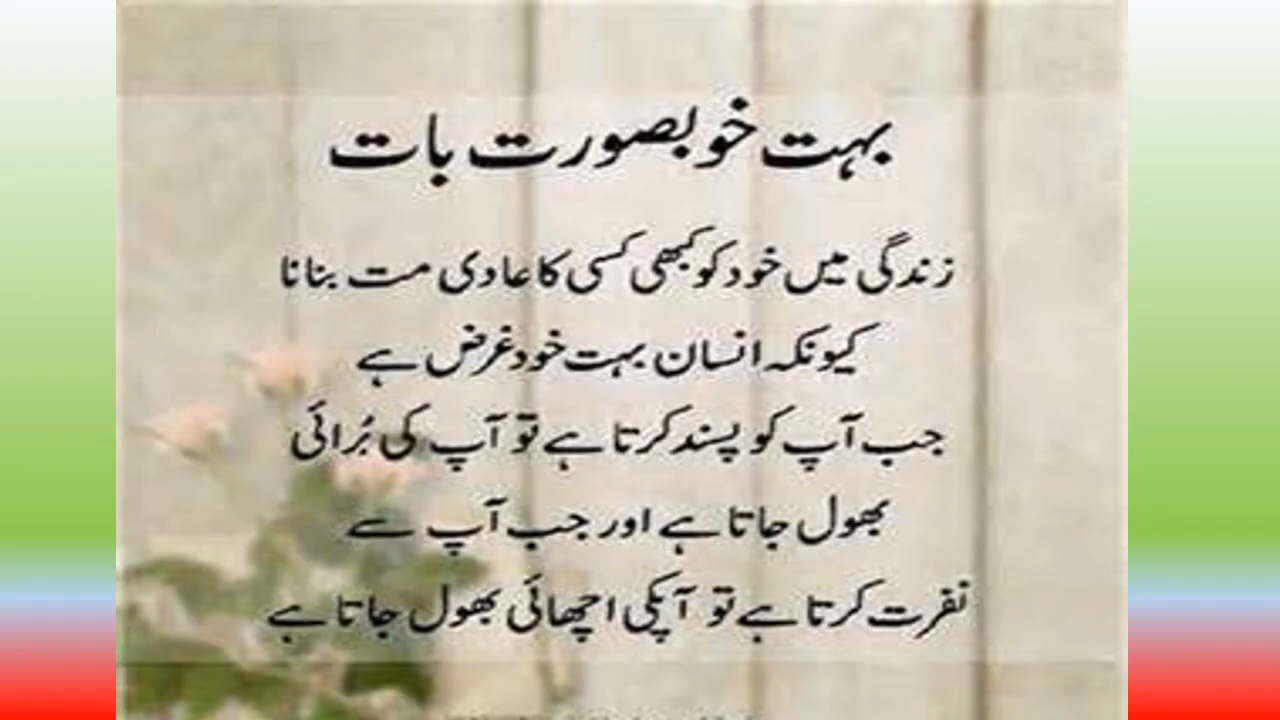 بہت خوبصورت بات
زندگی میں خود کو کبھی کسی کا عادی مت بنانا
کیونکہ انسان بہت خود غرض ہے
جب آپ کو پسند کرتا ہے تو آپ کی بُرائی
بھول جاتا ہے اور جب آپ سے
نفرت کرتا ہے تو آپکی اچھائی بھول جاتا ہے